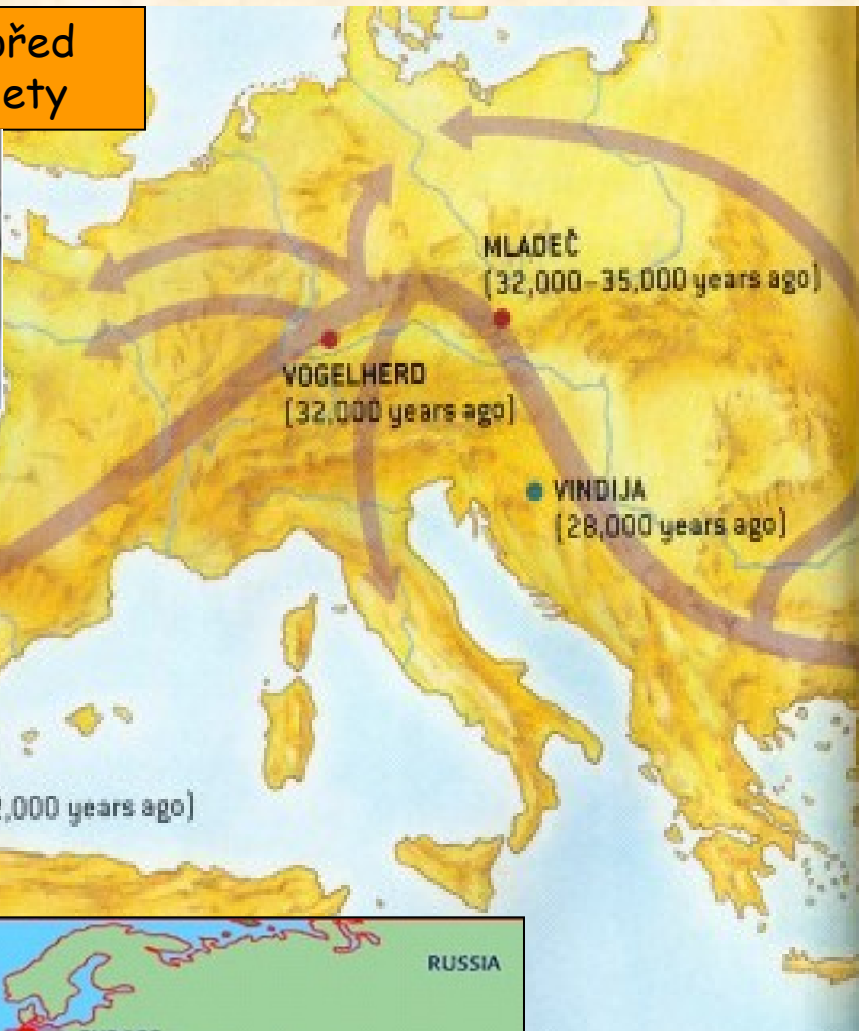 před
ety
MLADEČ
(32,000–35,000 years ago)
VOGELHERD
(32,000 years ago)
VINDIJA
(28,000 years ago)
2,000 years ago)
RUSSIA